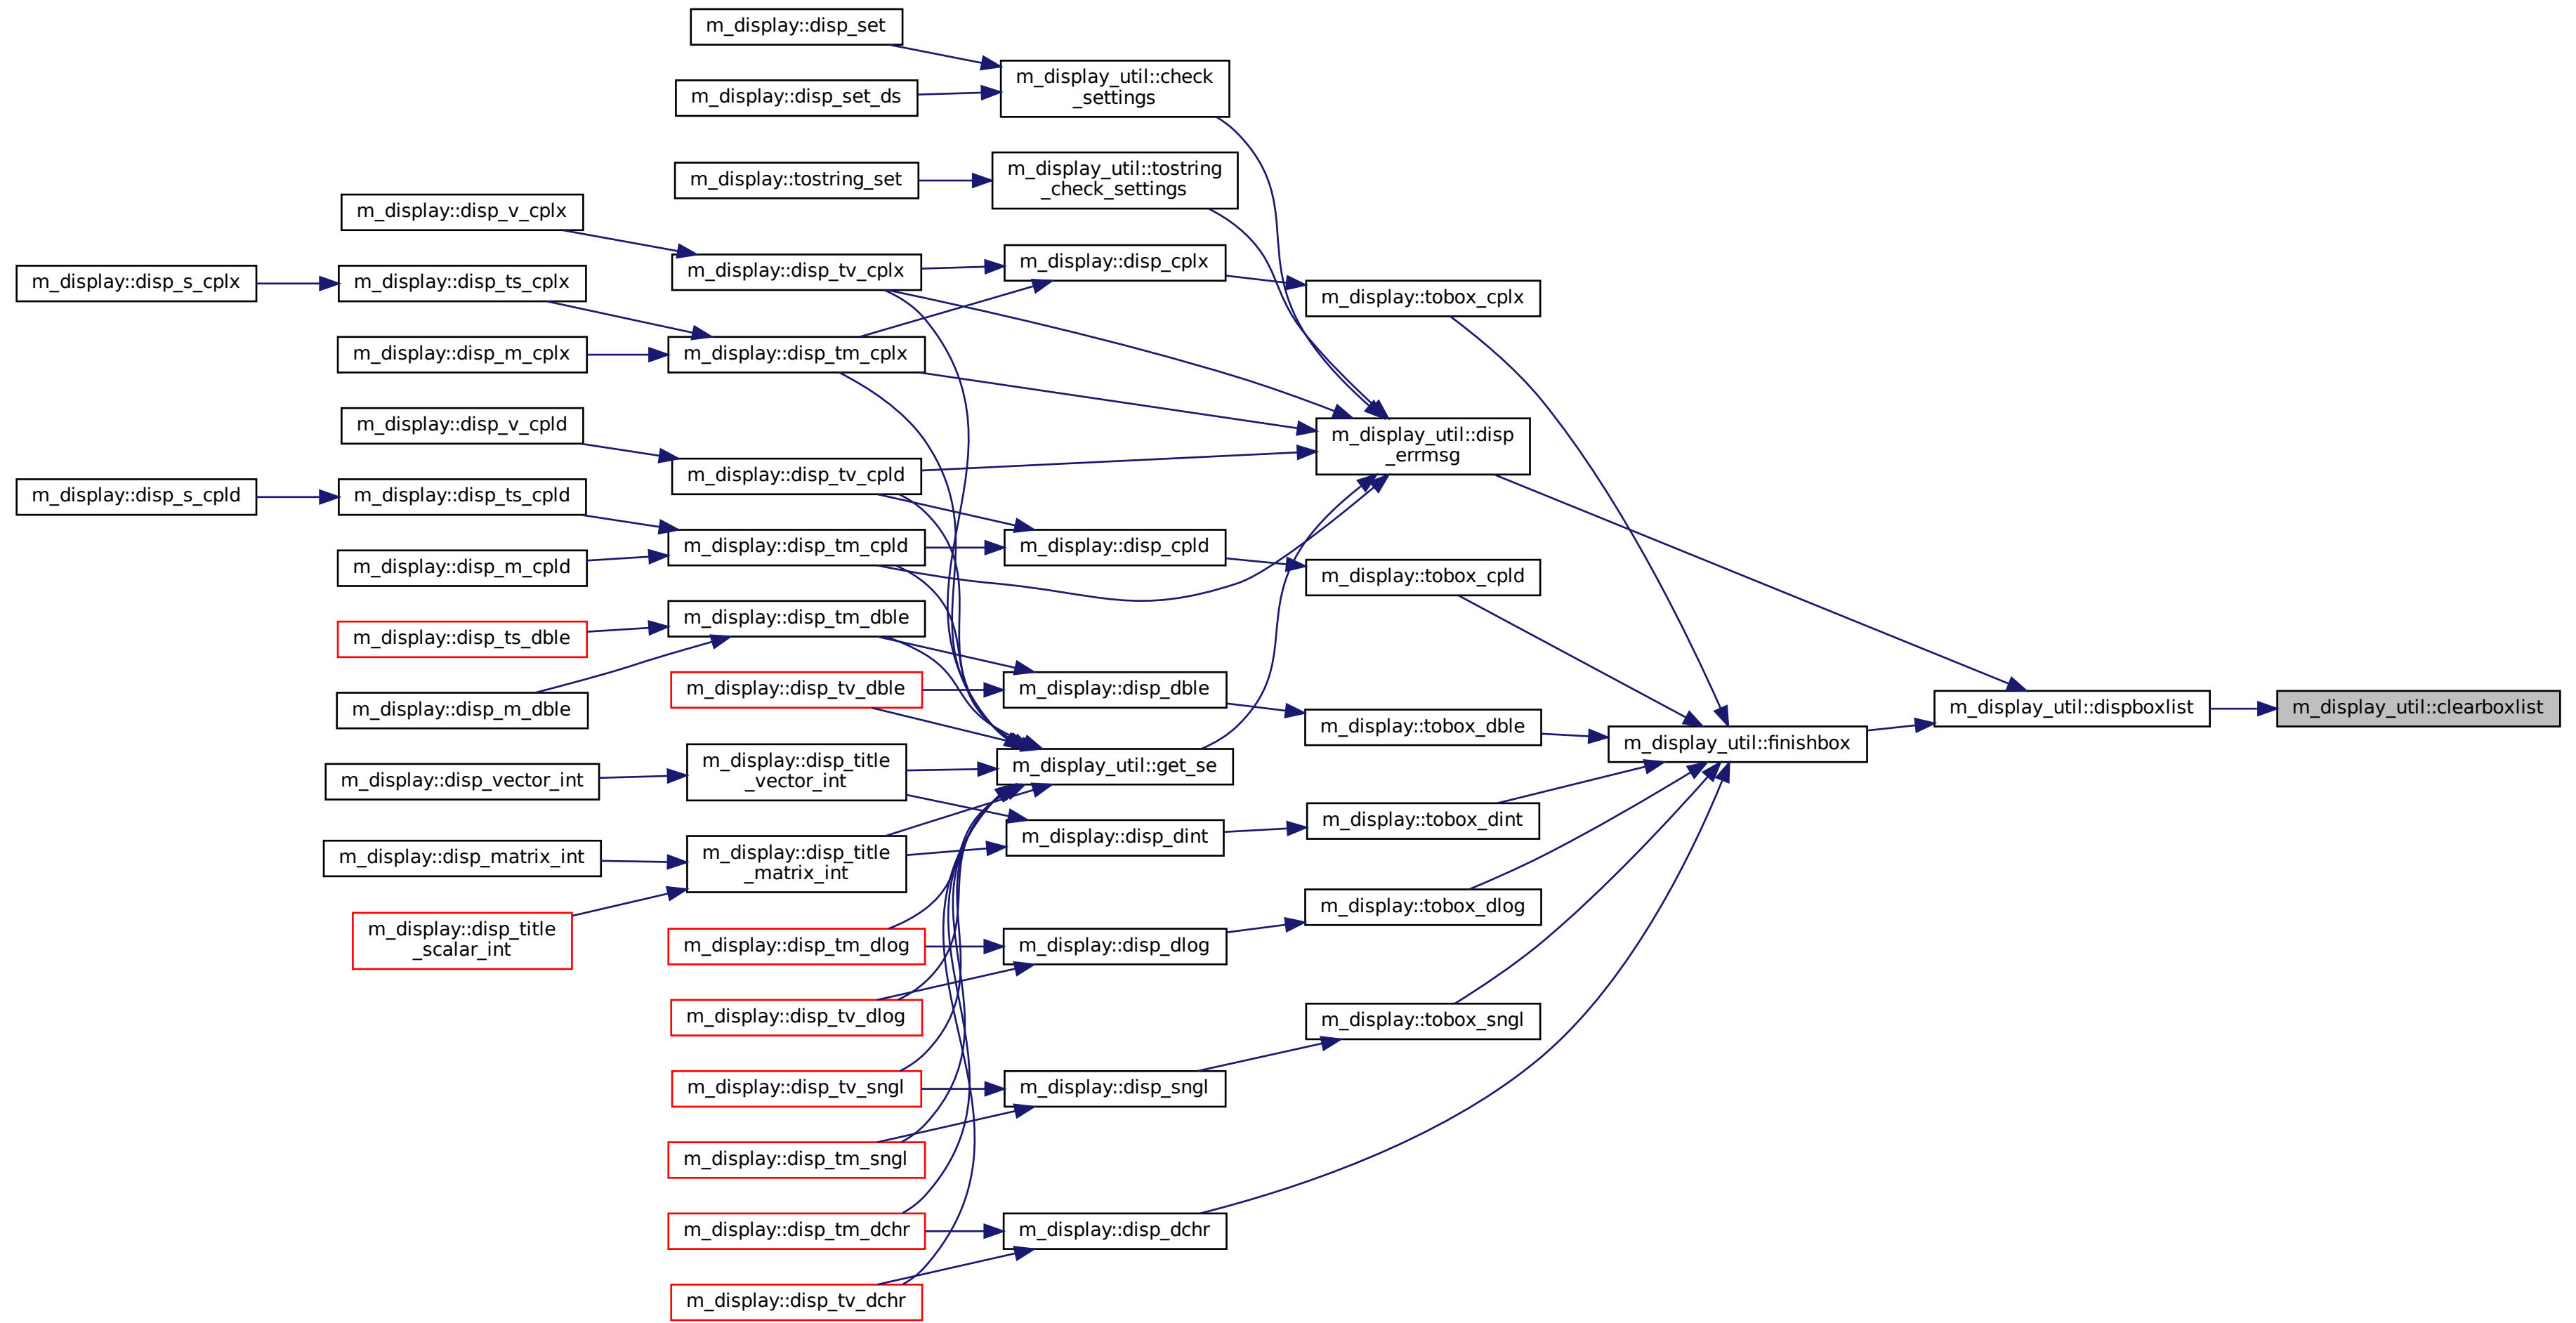 m_display::disp_set
m_display_util::check
_settings
m_display::disp_set_ds
m_display_util::tostring
_check_settings
m_display::tostring_set
m_display::disp_v_cplx
m_display::disp_tv_cplx
m_display::disp_cplx
m_display::disp_s_cplx
m_display::disp_ts_cplx
m_display::tobox_cplx
m_display::disp_m_cplx
m_display::disp_tm_cplx
m_display::disp_v_cpld
m_display_util::disp
_errmsg
m_display::disp_tv_cpld
m_display::disp_s_cpld
m_display::disp_ts_cpld
m_display::disp_tm_cpld
m_display::disp_cpld
m_display::disp_m_cpld
m_display::tobox_cpld
m_display::disp_tm_dble
m_display::disp_ts_dble
m_display::disp_tv_dble
m_display::disp_dble
m_display::disp_m_dble
m_display::tobox_dble
m_display_util::dispboxlist
m_display_util::clearboxlist
m_display_util::finishbox
m_display::disp_title
_vector_int
m_display_util::get_se
m_display::disp_vector_int
m_display::tobox_dint
m_display::disp_dint
m_display::disp_matrix_int
m_display::disp_title
_matrix_int
m_display::tobox_dlog
m_display::disp_title
_scalar_int
m_display::disp_tm_dlog
m_display::disp_dlog
m_display::disp_tv_dlog
m_display::tobox_sngl
m_display::disp_tv_sngl
m_display::disp_sngl
m_display::disp_tm_sngl
m_display::disp_tm_dchr
m_display::disp_dchr
m_display::disp_tv_dchr